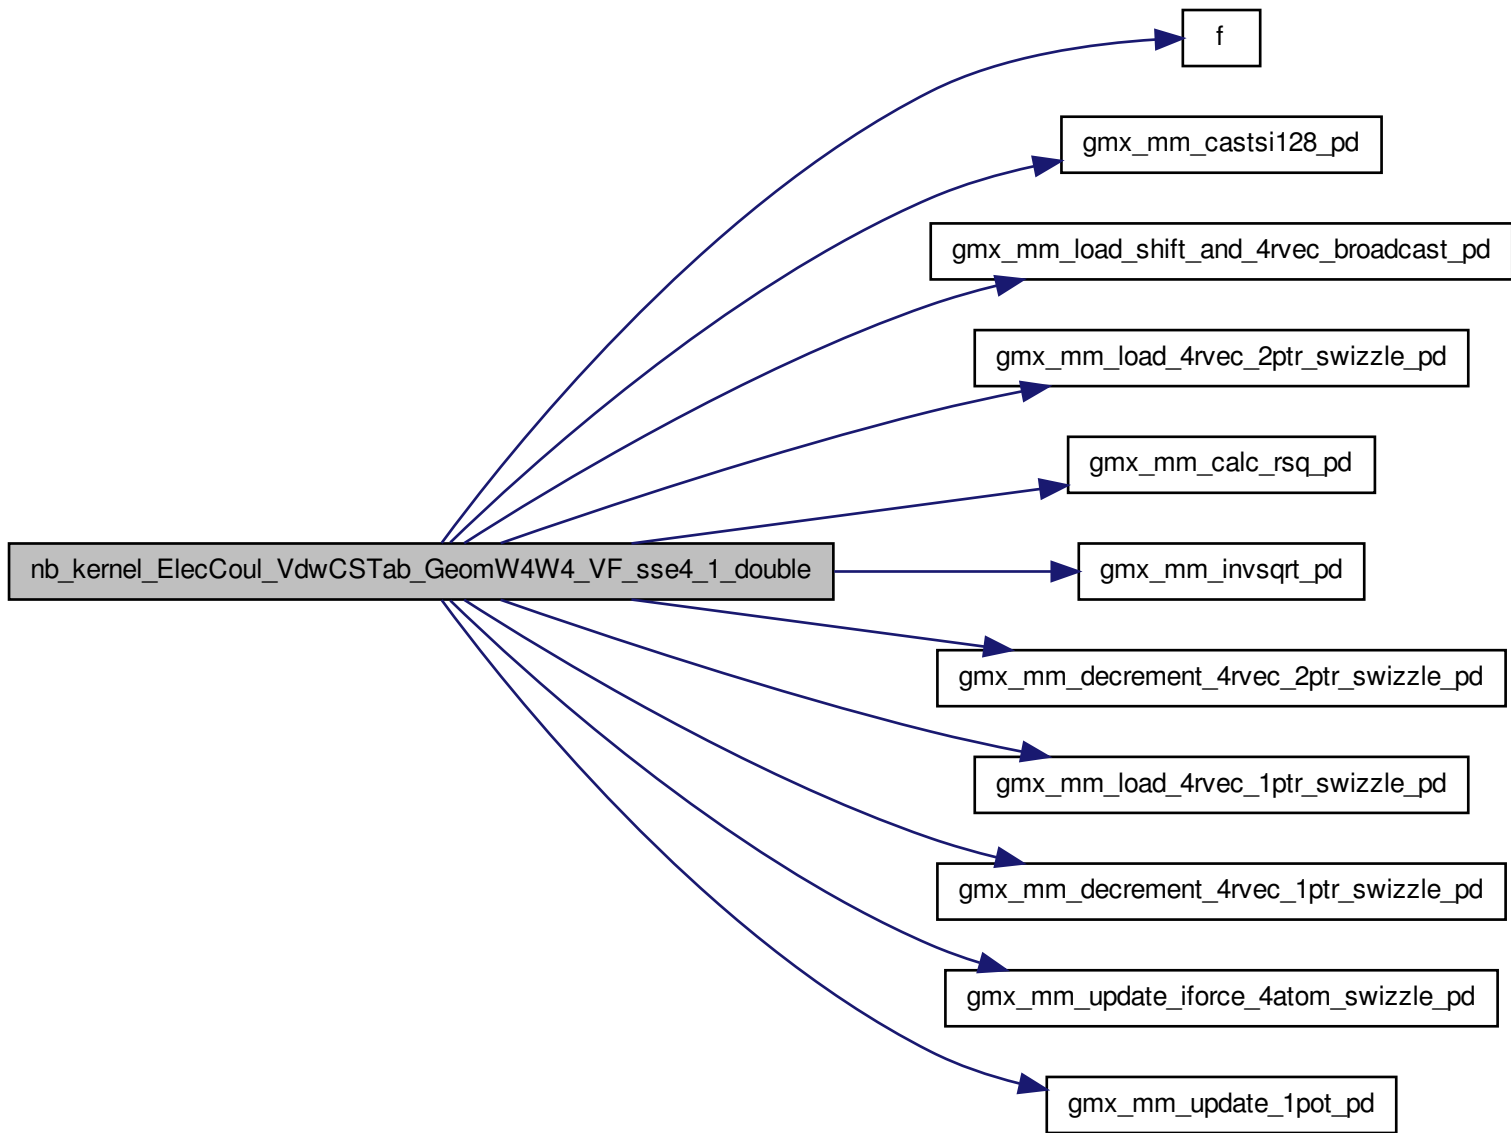 f
gmx_mm_castsi128_pd
gmx_mm_load_shift_and_4rvec_broadcast_pd
gmx_mm_load_4rvec_2ptr_swizzle_pd
gmx_mm_calc_rsq_pd
nb_kernel_ElecCoul_VdwCSTab_GeomW4W4_VF_sse4_1_double
gmx_mm_invsqrt_pd
gmx_mm_decrement_4rvec_2ptr_swizzle_pd
gmx_mm_load_4rvec_1ptr_swizzle_pd
gmx_mm_decrement_4rvec_1ptr_swizzle_pd
gmx_mm_update_iforce_4atom_swizzle_pd
gmx_mm_update_1pot_pd